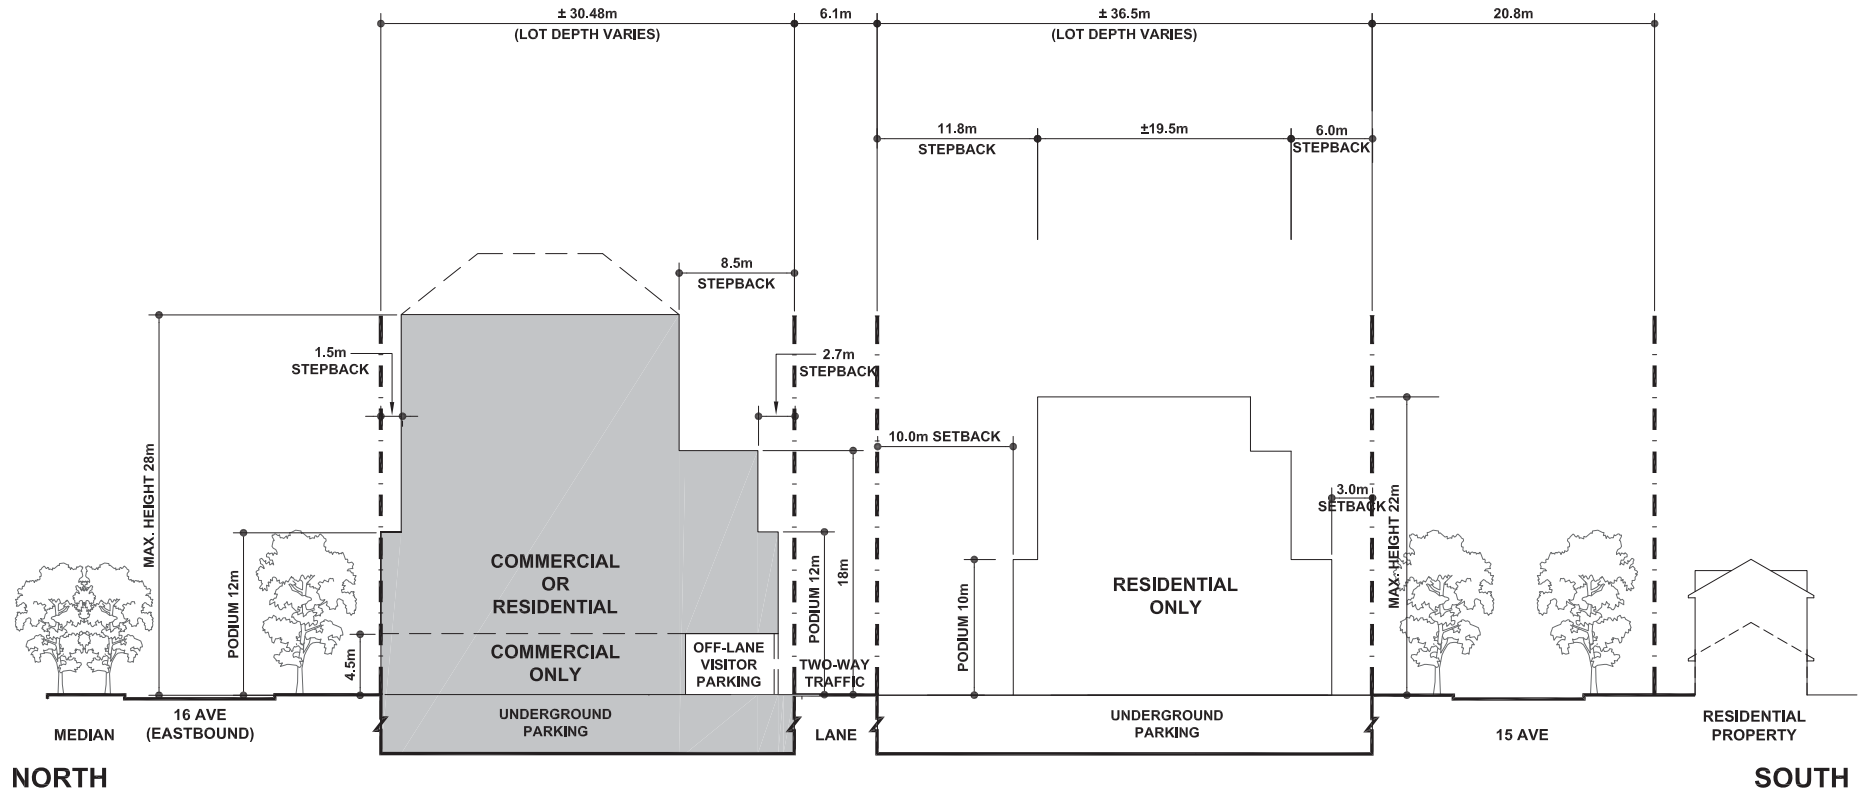 ± 30.48m
(LOT DEPTH VARIES)
6.1m
± 36.5m
(LOT DEPTH VARIES)
20.8m
11.8m
STEPBACK
±19.5m
6.0m
STEPBACK
8.5m
STEPBACK
1.5m
STEPBACK
2.7m
STEPBACK
10.0m SETBACK
3.0m
SETBACK
MAX. HEIGHT 28m
PODIUM 12m
4.5m
COMMERCIAL
OR
RESIDENTIAL
COMMERCIAL
ONLY
OFF-LANE
VISITOR
PARKING
PODIUM 12m
18m
TWO-WAY
TRAFFIC
PODIUM 10m
RESIDENTIAL
ONLY
MAX. HEIGHT 22m
MEDIAN
16 AVE
(EASTBOUND)
UNDERGROUND
PARKING
LANE
UNDERGROUND
PARKING
15 AVE
RESIDENTIAL
PROPERTY
NORTH
SOUTH